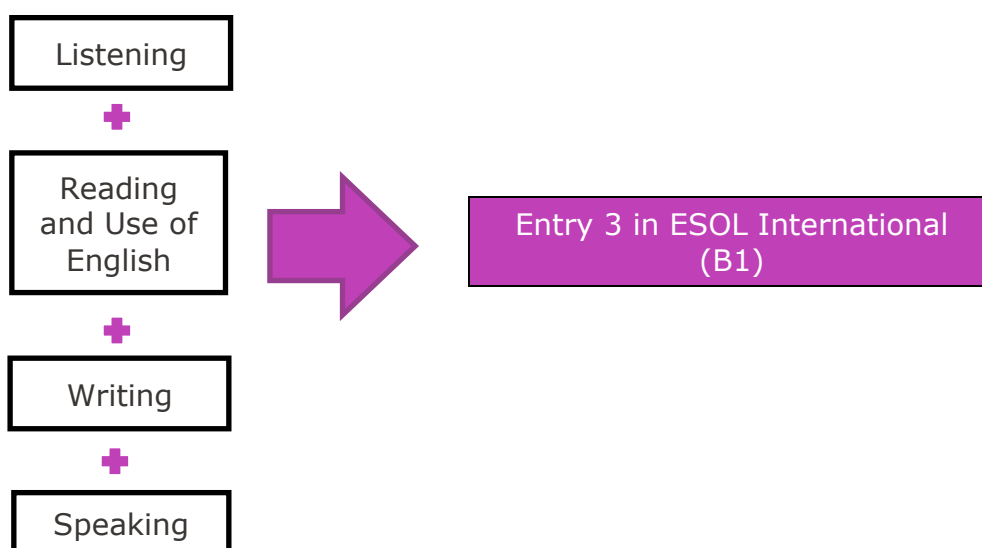 Listening
Reading
and Use of
English
Writing
Speaking
Entry 3 in ESOL International
(B1)